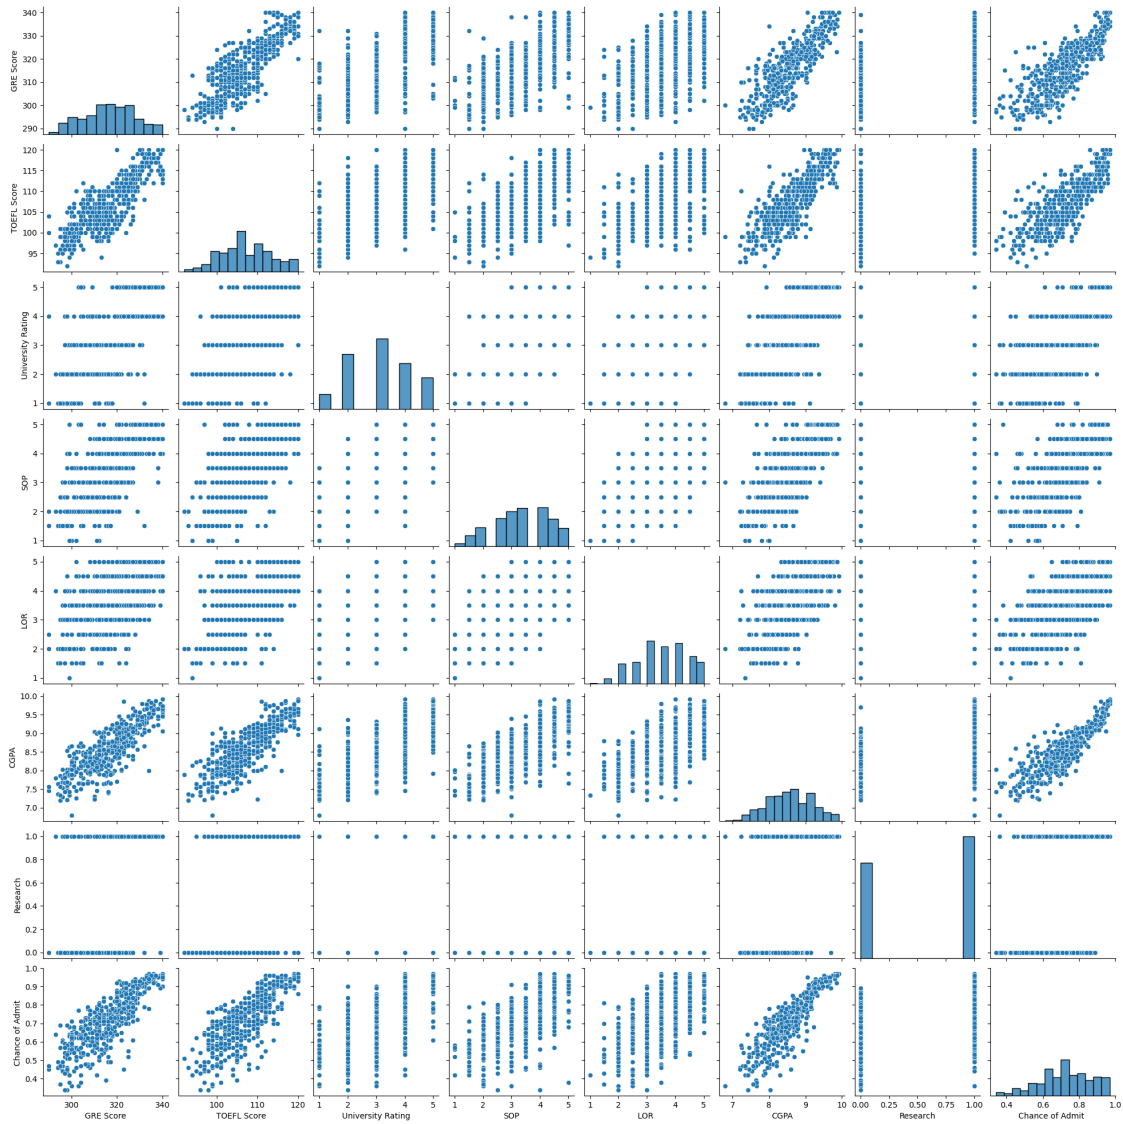 340
330
320
310
300
290
GRE Score
120
115
110
105
100
95
TOEFL Score
5
4
3
2
1
University Rating
5
4
3
2
1
SOP
5
4
3
2
1
LOR
10.0
9.5
9.0
8.5
8.0
7.5
7.0
CGPA
1.0
0.8
0.6
0.4
0.2
0.0
Research
1.0
0.9
0.8
0.7
0.6
0.5
0.4
Chance of Admit
300 320 340
GRE Score
100 110 120
TOEFL Score
1 2 3 4 5
University Rating
1 2 3 4 5
SOP
1 2 3 4 5
LOR
7 8 9 10
CGPA
0.00 0.25 0.50 0.75 1.00
Research
0.4 0.6 0.8 1.0
Chance of Admit